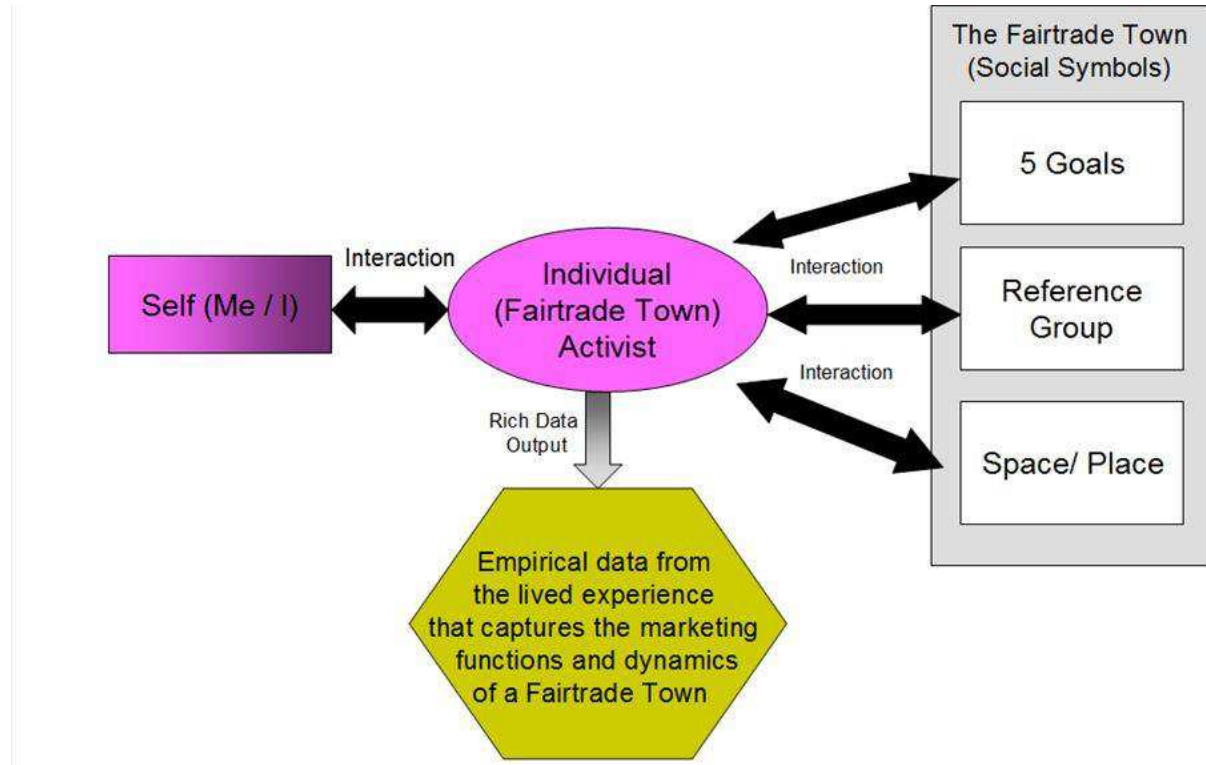 The Fairtrade Town
(Social Symbols)
5 Goals
Interaction
Interaction
Self (Me / I)
Individual
(Fairtrade Town)
Activist
Reference
Group
Interaction
Rich Data
Output
Space/ Place
Empirical data from
the lived experience
that captures the marketing
functions and dynamics
of a Fairtrade Town